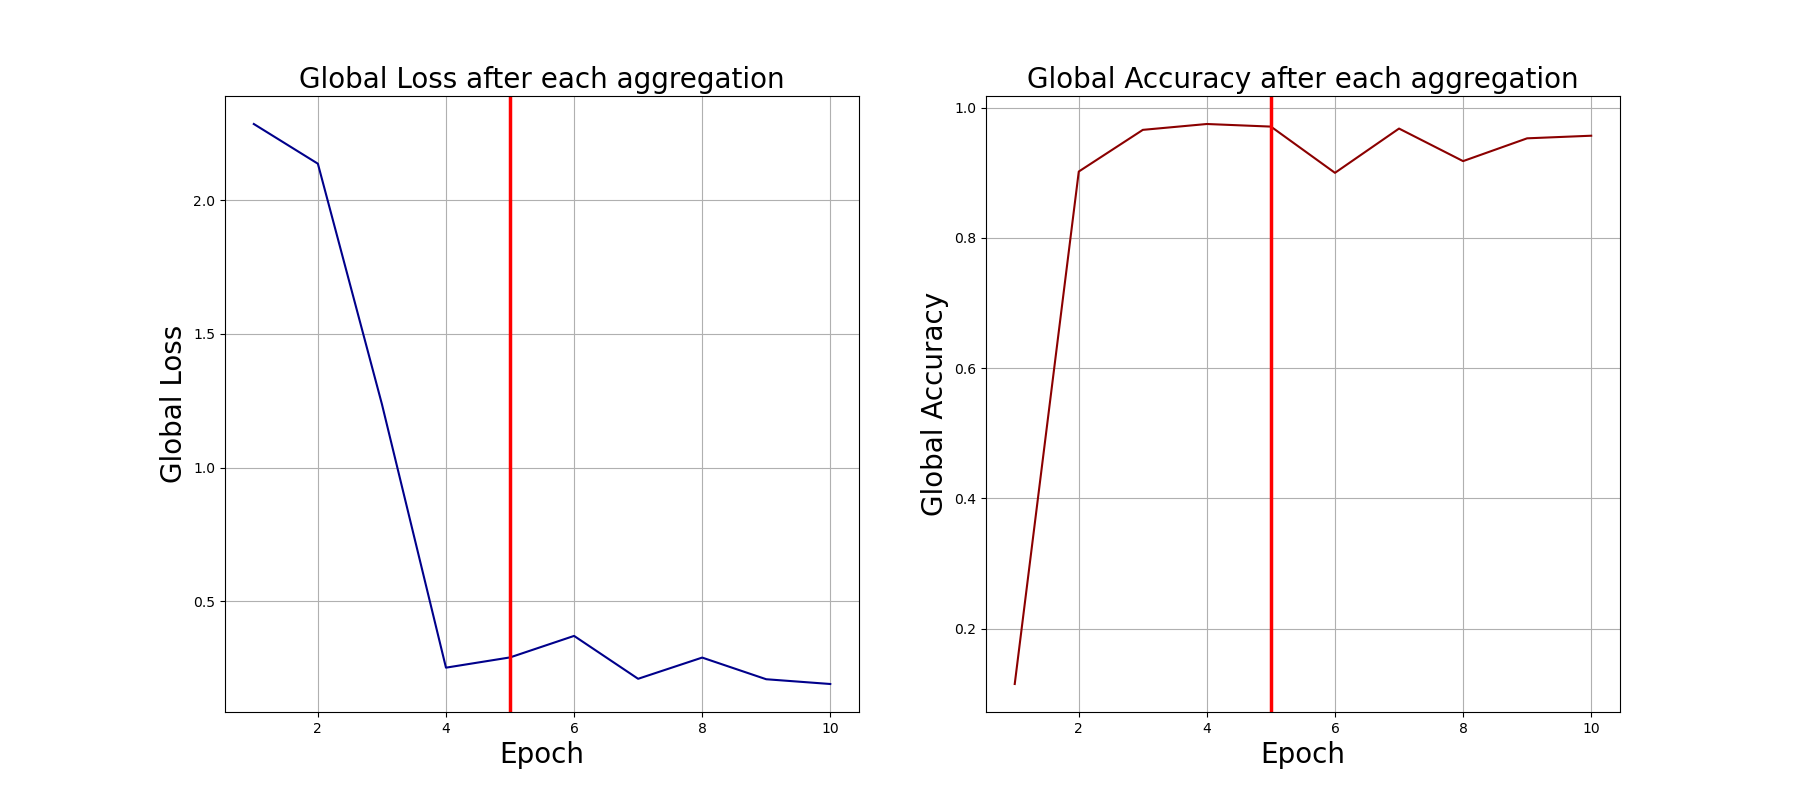 Global Loss after each aggregation
Global Loss
2.0
1.5
1.0
0.5
2 4 6 8 10
Epoch
Global Accuracy after each aggregation
Global Accuracy
1.0
0.8
0.6
0.4
0.2
2 4 6 8 10
Epoch